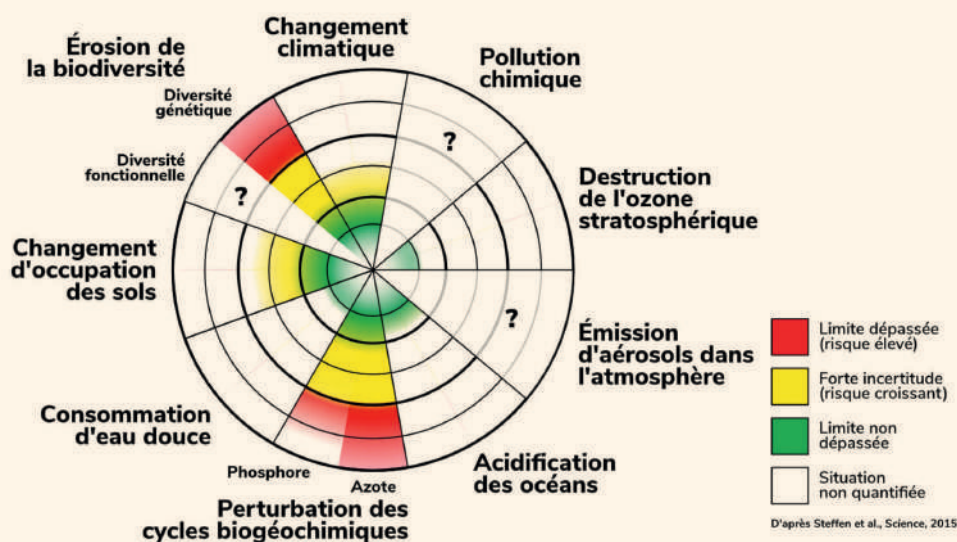 Changement
climatique
Érosion de
la biodiversité
Diversité
génétique
Diversité
fonctionnelle
Pollution
chimique
?
?
Destruction
de l'ozone
stratosphérique
Changement
d'occupation
des sols
?
Émission
d'aérosols dans
l'atmosphère
Consommation
d'eau douce
Phosphore
Azote
Perturbation des
cycles biogéochimiques
Acidification
des océans
Limite dépassée
(risque élevé)
Forte incertitude
(risque croissant)
Limite non
dépassée
Situation
non quantifiée
D'après Steffen et al., Science, 2015